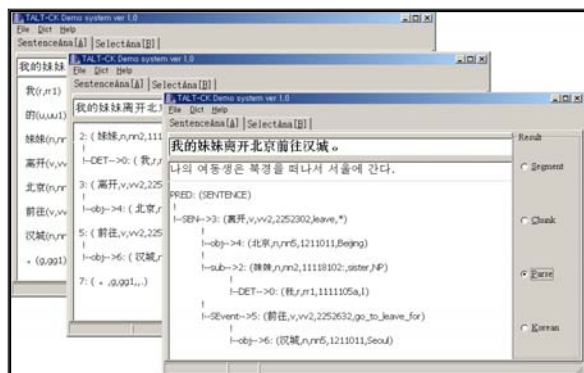 TALT-CK Demo system ver 1.0
File Dict Help
SentenceAna[A] SelectAna[B]
我的妹妹
我(r,rr1)
的(u,uu1)
妹妹(n,nr
离开(v,vv
北京(n,nr
前往(v,vv
汉城(n,nr
。(g,gg1)
TALT-CK Demo system ver 1.0
File Dict Help
SentenceAna[A] SelectAna[B]
我的妹妹离开北京
2: ( 妹妹,n,nn2,111
!--DET-->0: ( 我,r,r
3: ( 离开,v,vv2,225
!--obj-->4: ( 北京,r
5: ( 前往,v,vv2,225
!--obj-->6: ( 汉城,r
7: ( 。,g,gg1,,.)
TALT-CK Demo system ver 1.0
File Dict Help
SentenceAna[A] SelectAna[B]
我的妹妹离开北京前往汉城。
나의 여동생은 북경을 떠나서 서울에 간다.
PRED: (SENTENCE)
!
!--SEN-->3: (离开,v,vv2,2252302,leave,*)
!
!--obj-->4: (北京,n,nn5,1211011,Beijing)
!--sub-->2: (妹妹,n,nn2,11118102:,sister,NP)
!
!--DET-->0: (我,r,rr1,1111105a,I)
!--SEvent-->5: (前往,v,vv2,2252632,go_to_leave_for)
!
!--obj-->6: (汉城,n,nn5,1211011,Seoul)
Result
Segment
Chunk
Parse
Korean